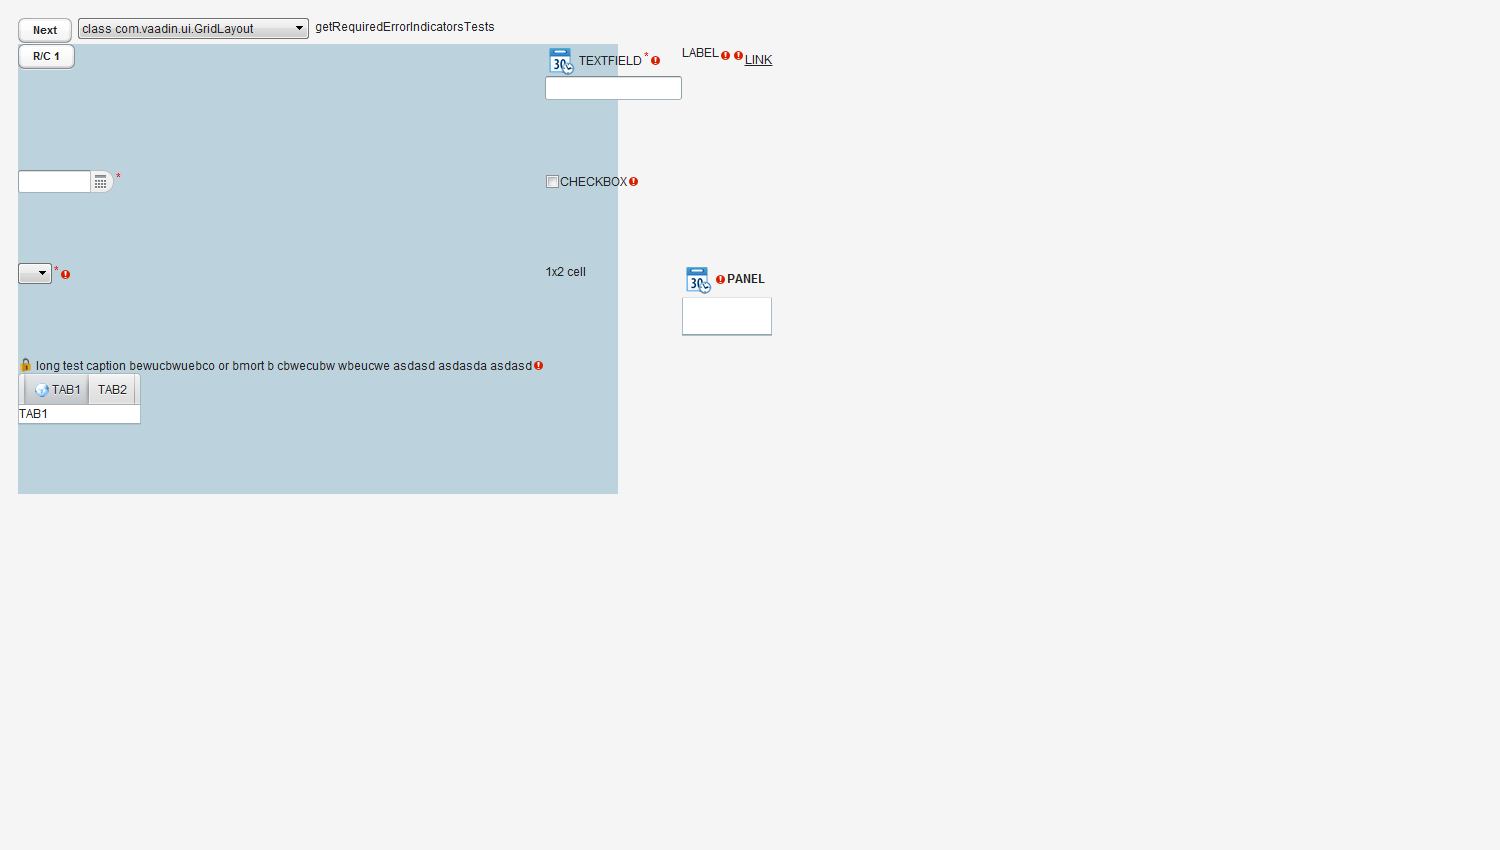 Next class com.vaadin.ui.GridLayout getRequiredErrorIndicatorsTests
R/C 1
30 TEXTFIELD * LABEL LINK
*
CHECKBOX
*
1x2 cell
30 PANEL
long test caption bewucbwuebco or bmort b cbwecubw wbeucwe asdasd asdasda asdasd
TAB1 TAB2
TAB1